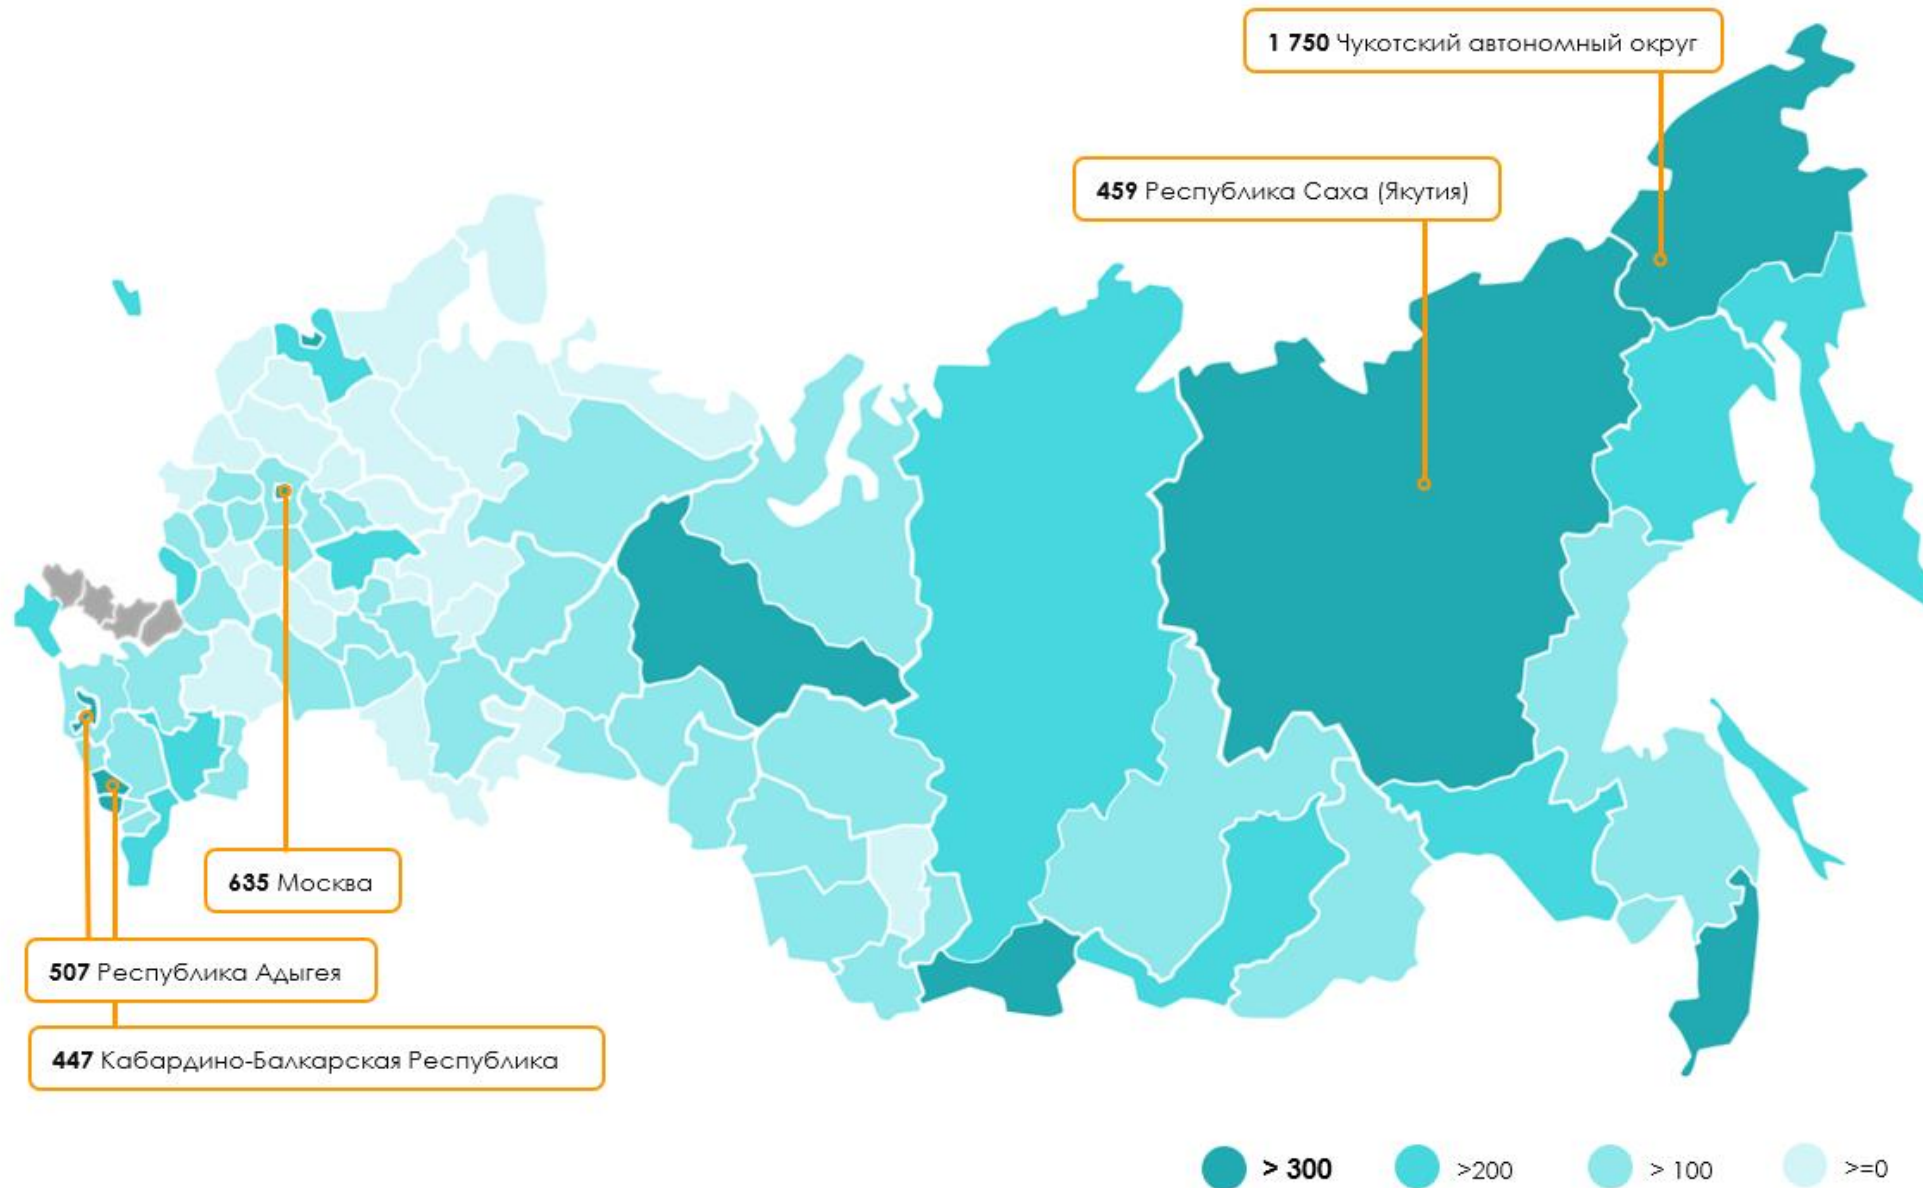 1 750 Чукотский автономный округ
459 Республика Саха (Якутия)
635 Москва
507 Республика Адыгея
447 Кабардино-Балкарская Республика
> 300 >200 > 100 >=0